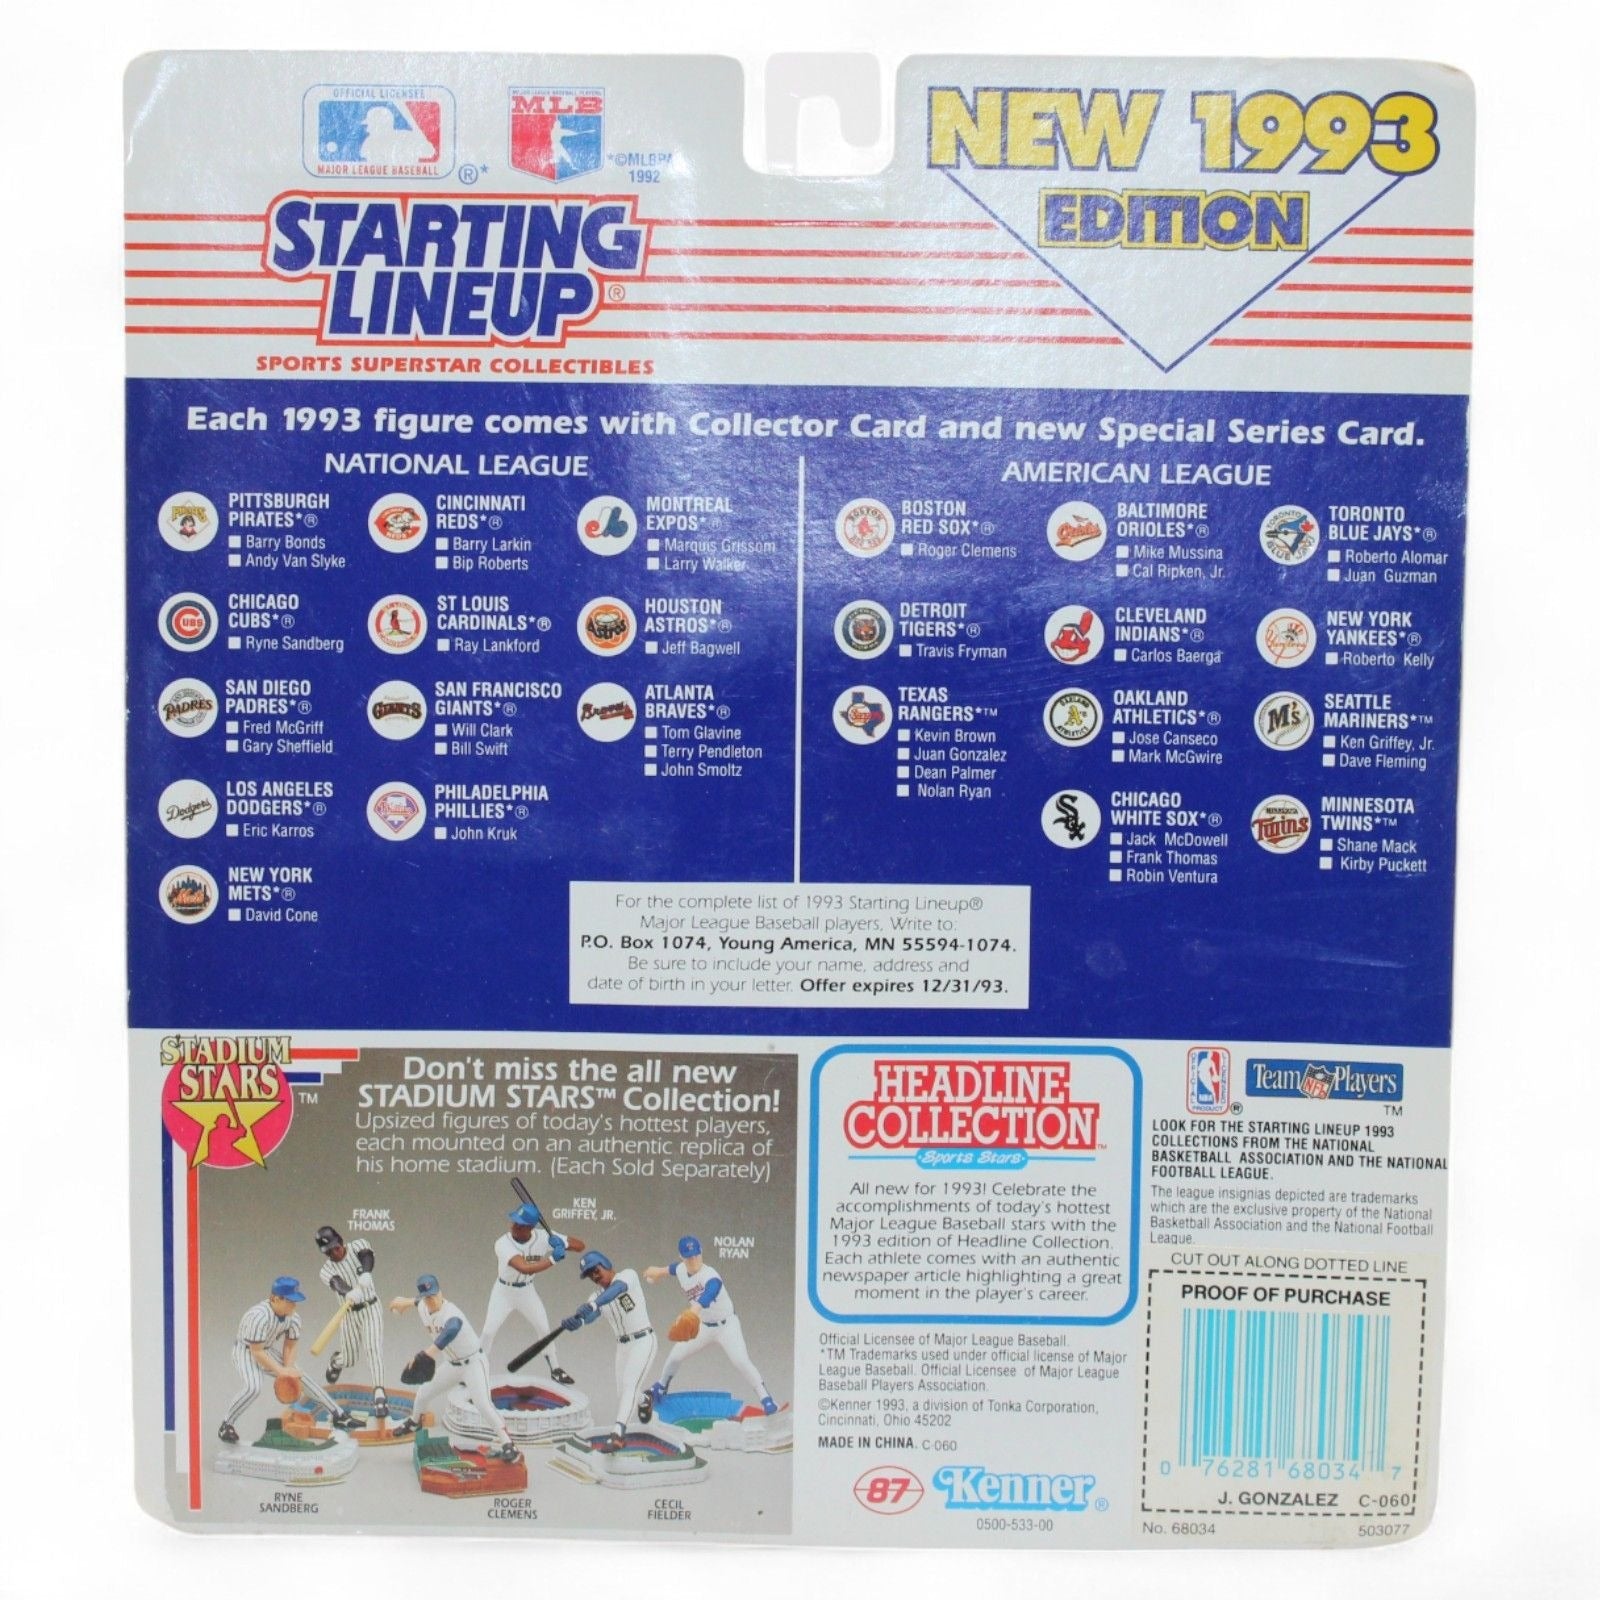 OFFICIAL LICENSEE
MAJOR LEAGUE BASEBALL
®*
MAJOR LEAGUE BASEBALL PLAYERS
MLB
*©MLBPA
1992
STARTING
LINEUP®
SPORTS SUPERSTAR COLLECTIBLES
NEW 1993
EDITION
Each 1993 figure comes with Collector Card and new Special Series Card.
NATIONAL LEAGUE
PITTSBURGH
PIRATES*®
■ Barry Bonds
■ Andy Van Slyke
CHICAGO
CUBS*®
■ Ryne Sandberg
SAN DIEGO
PADRES*®
■ Fred McGriff
■ Gary Sheffield
LOS ANGELES
DODGERS*®
■ Eric Karros
NEW YORK
METS*®
■ David Cone
CINCINNATI
REDS*®
■ Barry Larkin
■ Bip Roberts
ST LOUIS
CARDINALS*®
■ Ray Lankford
SAN FRANCISCO
GIANTS*®
■ Will Clark
■ Bill Swift
PHILADELPHIA
PHILLIES*®
■ John Kruk
MONTREAL
EXPOS*®
■ Marquis Grissom
■ Larry Walker
HOUSTON
ASTROS*®
■ Jeff Bagwell
ATLANTA
BRAVES*®
■ Tom Glavine
■ Terry Pendleton
■ John Smoltz
AMERICAN LEAGUE
BOSTON
RED SOX*®
■ Roger Clemens
DETROIT
TIGERS*®
■ Travis Fryman
TEXAS
RANGERS*™
■ Kevin Brown
■ Juan Gonzalez
■ Dean Palmer
■ Nolan Ryan
BALTIMORE
ORIOLES*®
■ Mike Mussina
■ Cal Ripken, Jr.
CLEVELAND
INDIANS*®
■ Carlos Baerga
OAKLAND
ATHLETICS*®
■ Jose Canseco
■ Mark McGwire
CHICAGO
WHITE SOX*®
■ Jack McDowell
■ Frank Thomas
■ Robin Ventura
TORONTO
BLUE JAYS*®
■ Roberto Alomar
■ Juan Guzman
NEW YORK
YANKEES*®
■ Roberto Kelly
SEATTLE
MARINERS*™
■ Ken Griffey, Jr.
■ Dave Fleming
MINNESOTA
TWINS*™
■ Shane Mack
■ Kirby Puckett
For the complete list of 1993 Starting Lineup®
Major League Baseball players, Write to:
P.O. Box 1074, Young America, MN 55594-1074.
Be sure to include your name, address and
date of birth in your letter. Offer expires 12/31/93.
STADIUM
STARS
™
Don't miss the all new
STADIUM STARS™ Collection!
Upsized figures of today's hottest players,
each mounted on an authentic replica of
his home stadium. (Each Sold Separately)
FRANK
THOMAS
KEN
GRIFFEY, JR.
NOLAN
RYAN
RYNE
SANDBERG
ROGER
CLEMENS
CECIL
FIELDER
HEADLINE
COLLECTION™
Sports Stars
All new for 1993! Celebrate the
accomplishments of today's hottest
Major League Baseball stars with the
1993 edition of Headline Collection.
Each athlete comes with an authentic
newspaper article highlighting a great
moment in the player's career.
Official Licensee of Major League Baseball.
*TM Trademarks used under official license of Major
League Baseball. Official Licensee of Major League
Baseball Players Association.
©Kenner 1993, a division of Tonka Corporation,
Cincinnati, Ohio 45202
MADE IN CHINA. C-060
87
Kenner®
0500-533-00
OFFICIAL
NBA
LICENSED
PRODUCT
®
Team NFL Players
™
LOOK FOR THE STARTING LINEUP 1993
COLLECTIONS FROM THE NATIONAL
BASKETBALL ASSOCIATION AND THE NATIONAL
FOOTBALL LEAGUE.
The league insignias depicted are trademarks
which are the exclusive property of the National
Basketball Association and the National Football
League.
CUT OUT ALONG DOTTED LINE
PROOF OF PURCHASE
0 76281 68034 7
J. GONZALEZ C-060
No. 68034 503077